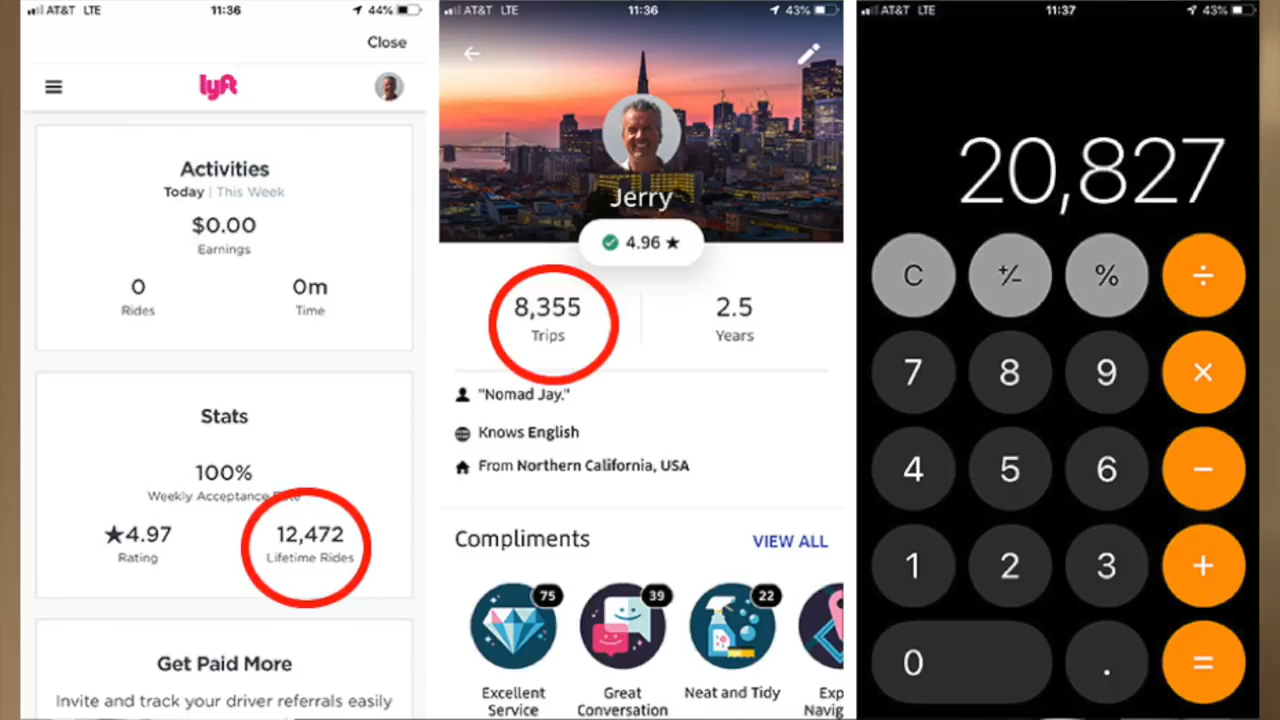 AT&T LTE 11:36 44%
Close
lyft
Activities
Today | This Week
$0.00
Earnings
0 0m
Rides Time
Stats
100%
Weekly Acceptance Rate
★4.97 12,472
Rating Lifetime Rides
Get Paid More
Invite and track your driver referrals easily
AT&T LTE 11:36 43%
Jerry
4.96 ★
8,355 2.5
Trips Years
"Nomad Jay."
Knows English
From Northern California, USA
Compliments VIEW ALL
75 39 22
Excellent Service
Great Conversation
Neat and Tidy
Exp
Navig
AT&T LTE 11:37 43%
20,827
C +/- % ÷
7 8 9 ×
4 5 6 −
1 2 3 +
0 . =